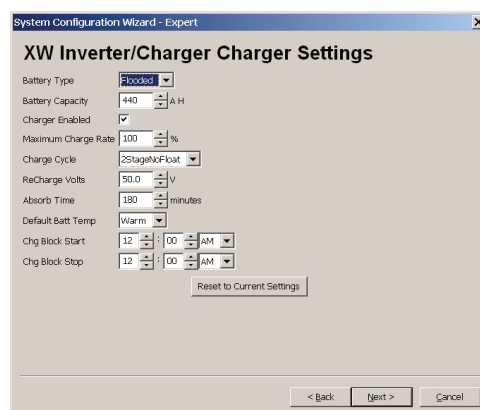 System Configuration Wizard - Expert
XW Inverter/Charger Charger Settings
Battery Type Flooded
Battery Capacity 440 A H
Charger Enabled
Maximum Charge Rate 100 %
Charge Cycle 2StageNoFloat
ReCharge Volts 50.0 V
Absorb Time 180 minutes
Default Batt Temp Warm
Chg Block Start 12 : 00 AM
Chg Block Stop 12 : 00 AM
Reset to Current Settings
< Back Next > Cancel